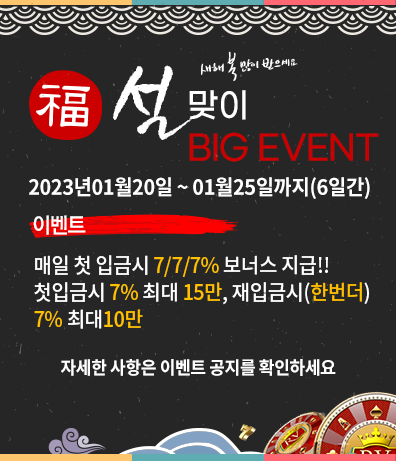 새해 복 많이 받으세요
福 설 맞이
BIG EVENT
2023년01월20일 ~ 01월25일까지(6일간)
이벤트
매일 첫 입금시 7/7/7% 보너스 지급!!
첫입금시 7% 최대 15만, 재입금시(한번더)
7% 최대10만
자세한 사항은 이벤트 공지를 확인하세요
7
RV
RV